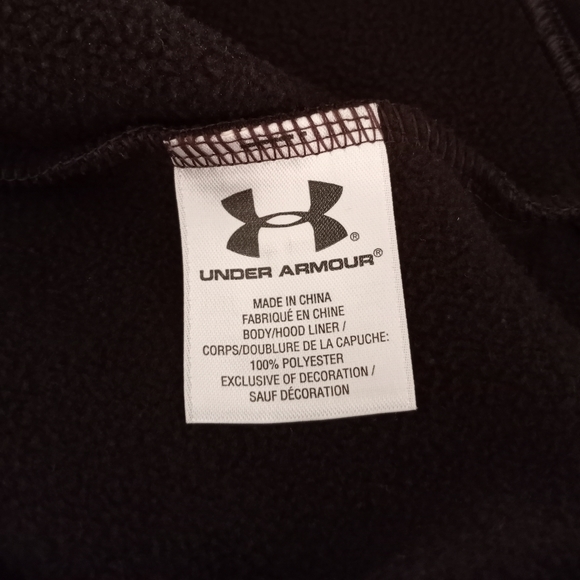 UNDER ARMOUR®
MADE IN CHINA
FABRIQUÉ EN CHINE
BODY/HOOD LINER /
CORPS/DOUBLURE DE LA CAPUCHE:
100% POLYESTER
EXCLUSIVE OF DECORATION /
SAUF DÉCORATION